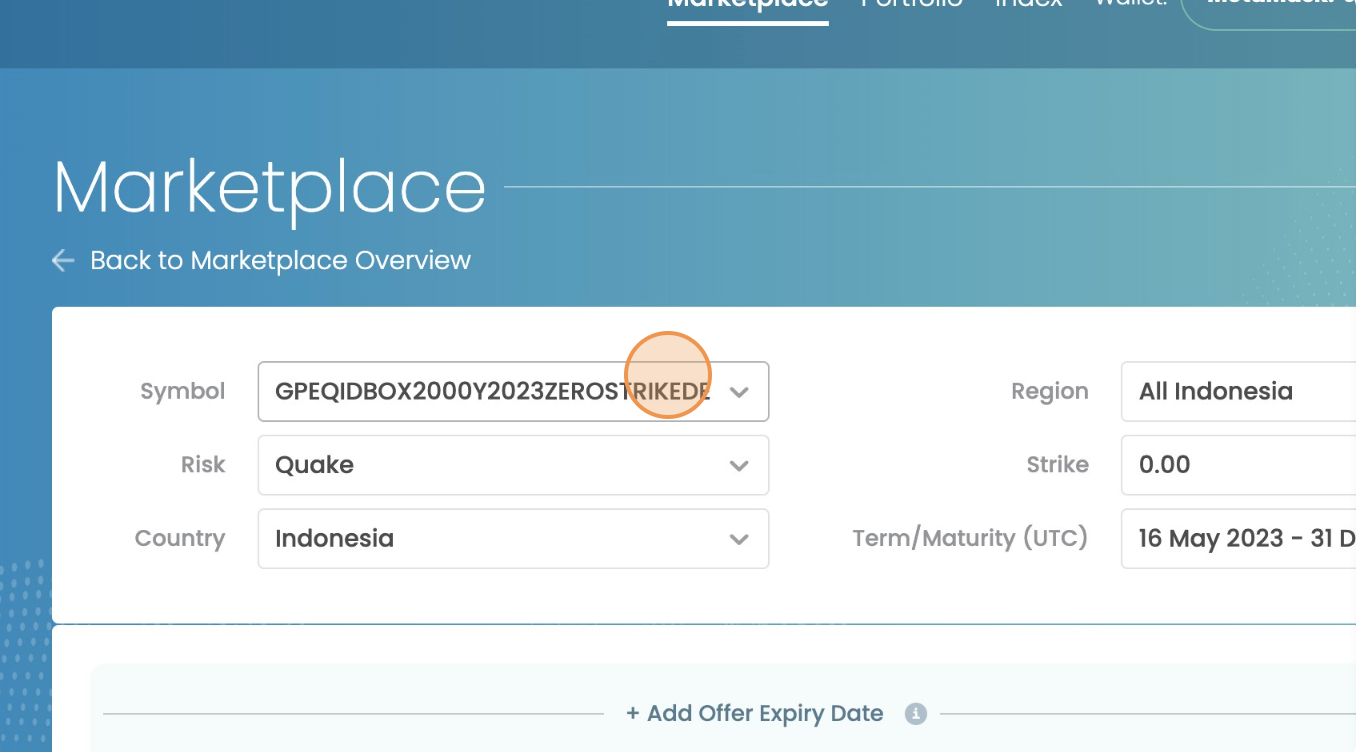 Marketplace Portfolio Index Wallet:
Marketplace
Back to Marketplace Overview
Symbol GPEQIDBOX2000Y2023ZEROSTRIKEDE Region All Indonesia
Risk Quake Strike 0.00
Country Indonesia Term/Maturity (UTC) 16 May 2023 - 31 D
+ Add Offer Expiry Date i